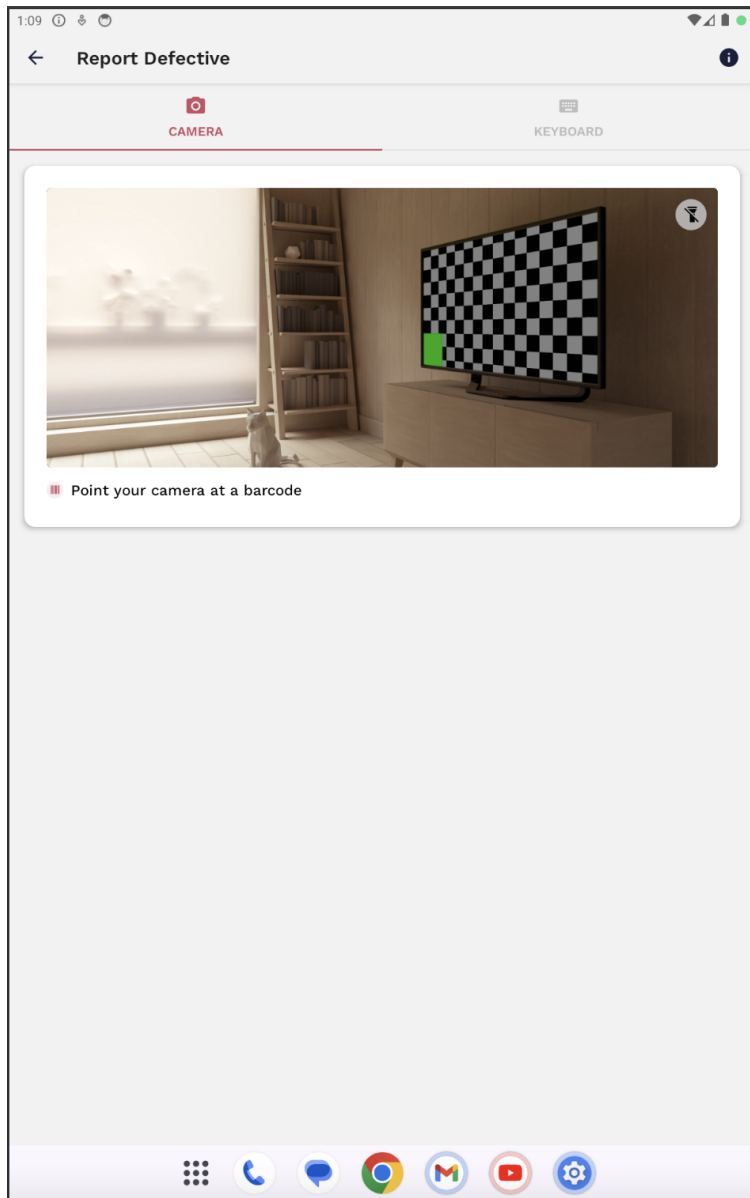 1:09
Report Defective
CAMERA
KEYBOARD
Point your camera at a barcode